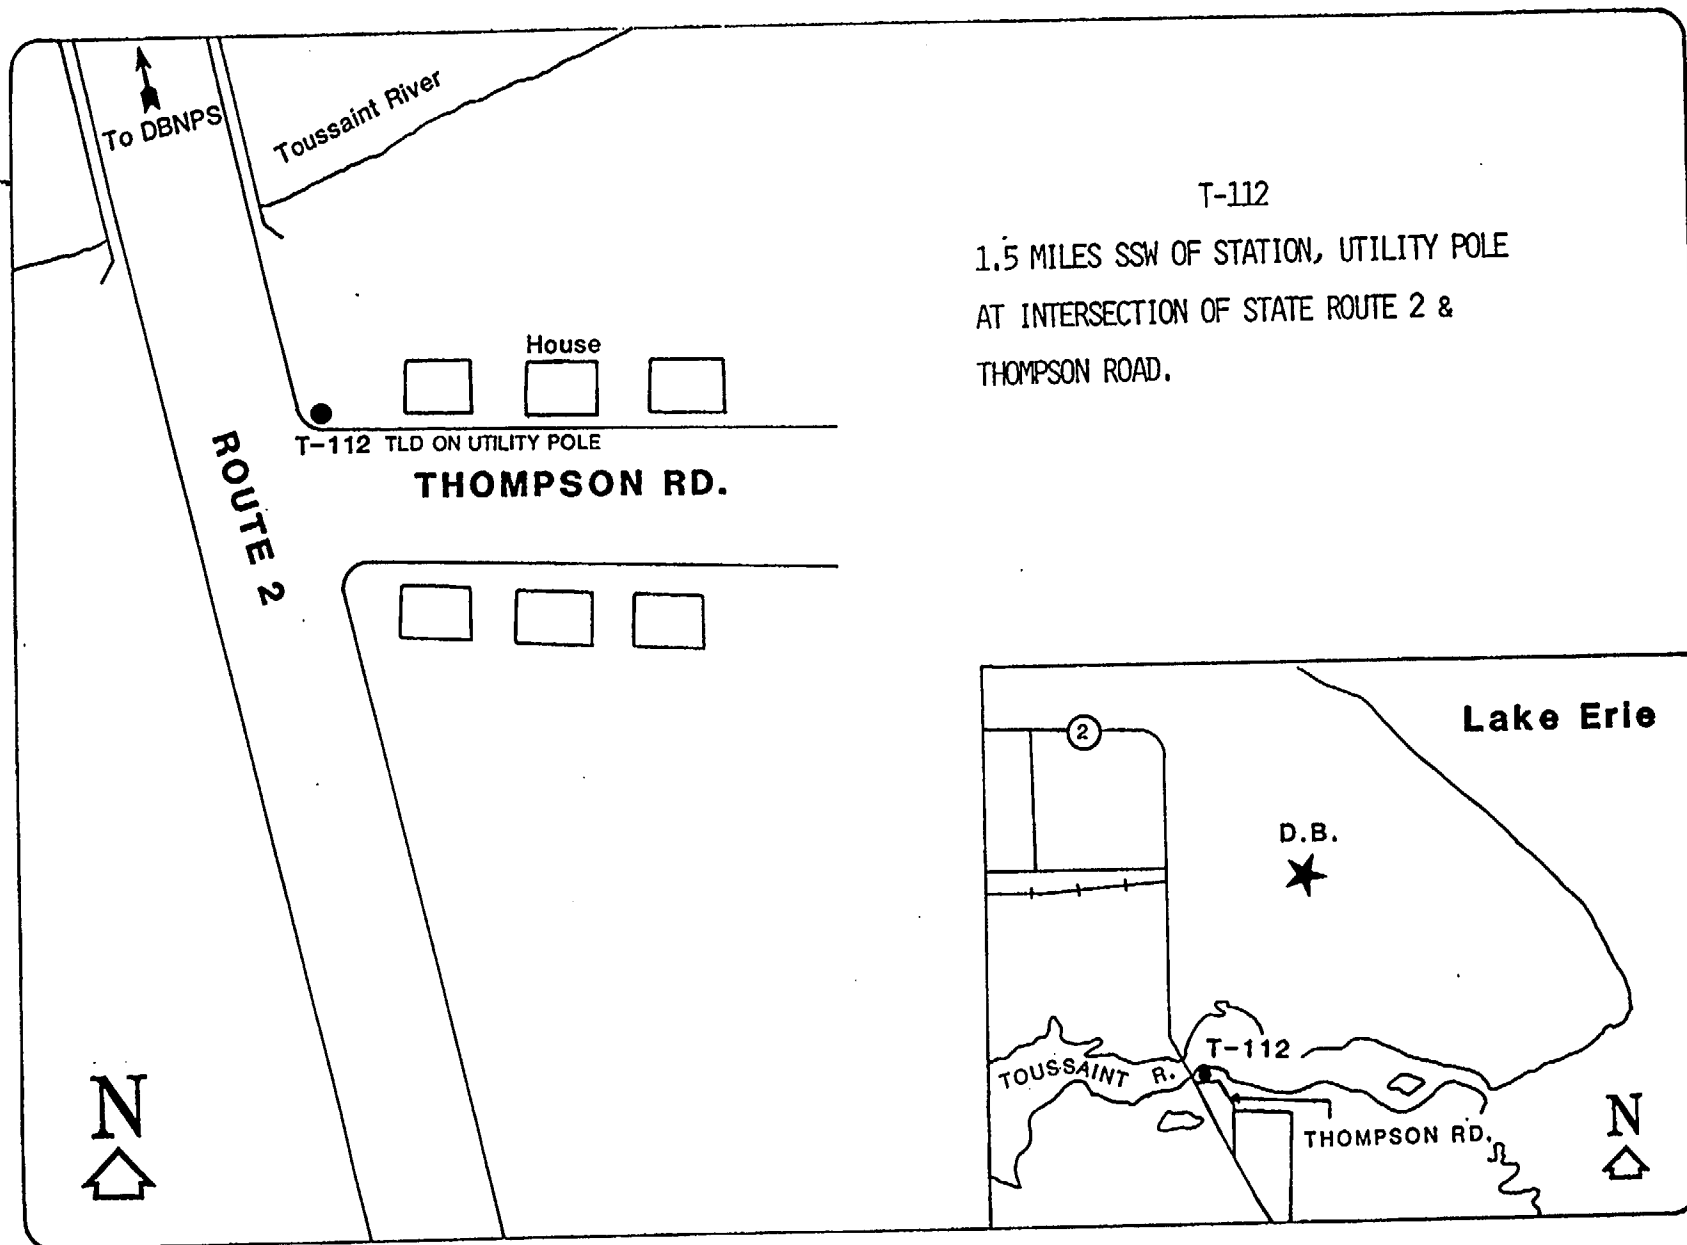 To DBNPS
Toussaint River
T-112
1.5 MILES SSW OF STATION, UTILITY POLE
AT INTERSECTION OF STATE ROUTE 2 &
THOMPSON ROAD.
House
T-112 TLD ON UTILITY POLE
THOMPSON RD.
ROUTE 2
Lake Erie
2
D.B.
T-112
TOUSSAINT R.
THOMPSON RD.
N
N